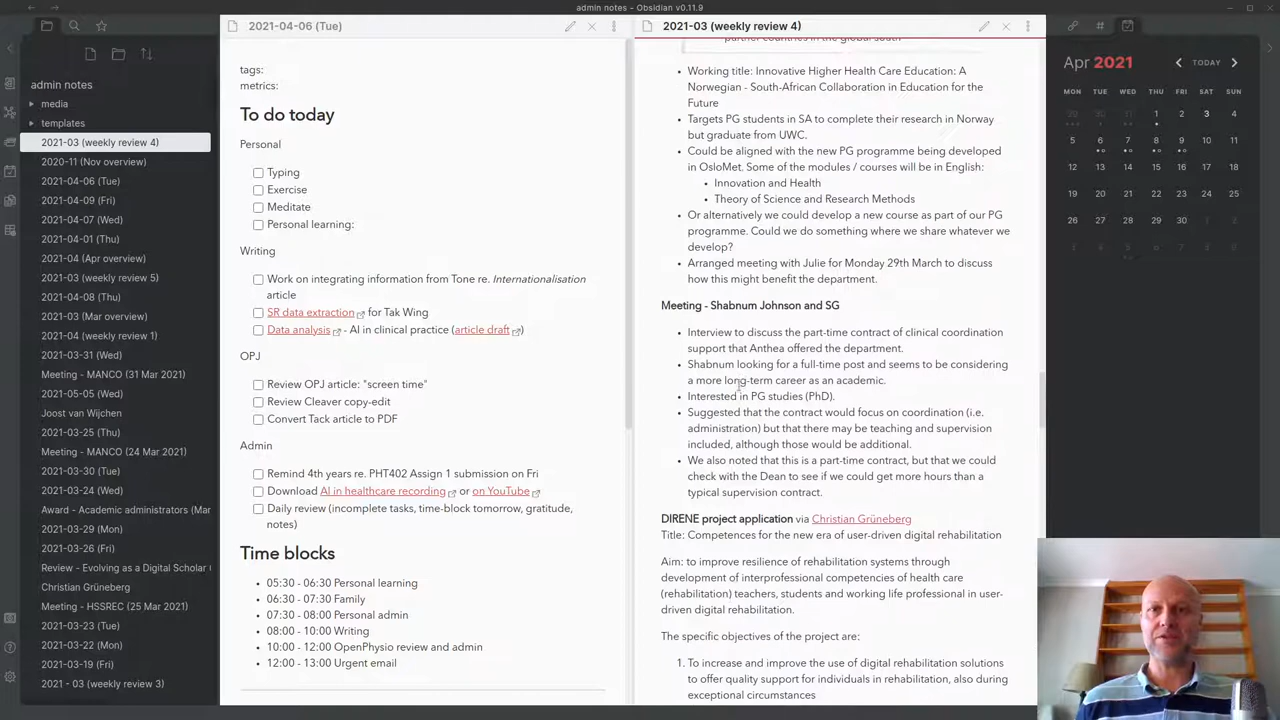 admin notes - Obsidian v0.11.9
admin notes
media
templates
2021-03 (weekly review 4)
2020-11 (Nov overview)
2021-04-06 (Tue)
2021-04-09 (Fri)
2021-04-07 (Wed)
2021-04-01 (Thu)
2021-04 (Apr overview)
2021-03 (weekly review 5)
2021-04-08 (Thu)
2021-03 (Mar overview)
2021-04 (weekly review 1)
2021-03-31 (Wed)
Meeting - MANCO (31 Mar 2021)
2021-05-05 (Wed)
Joost van Wijchen
2021-03-25 (Thu)
Meeting - MANCO (24 Mar 2021)
2021-03-30 (Tue)
2021-03-24 (Wed)
Award - Academic administrators (Mar
2021-03-29 (Mon)
2021-03-26 (Fri)
Review - Evolving as a Digital Scholar (
Christian Grüneberg
Meeting - HSSREC (25 Mar 2021)
2021-03-23 (Tue)
2021-03-22 (Mon)
2021-03-19 (Fri)
2021 - 03 (weekly review 3)
2021-04-06 (Tue)
tags:
metrics:
To do today
Personal
Typing
Exercise
Meditate
Personal learning:
Writing
Work on integrating information from Tone re. Internationalisation
article
SR data extraction for Tak Wing
Data analysis - AI in clinical practice (article draft)
OPJ
Review OPJ article: "screen time"
Review Cleaver copy-edit
Convert Tack article to PDF
Admin
Remind 4th years re. PHT402 Assign 1 submission on Fri
Download AI in healthcare recording or on YouTube
Daily review (incomplete tasks, time-block tomorrow, gratitude,
notes)
Time blocks
05:30 - 06:30 Personal learning
06:30 - 07:30 Family
07:30 - 08:00 Personal admin
08:00 - 10:00 Writing
10:00 - 12:00 OpenPhysio review and admin
12:00 - 13:00 Urgent email
2021-03 (weekly review 4)
partner countries in the global south
Working title: Innovative Higher Health Care Education: A
Norwegian - South-African Collaboration in Education for the
Future
Targets PG students in SA to complete their research in Norway
but graduate from UWC.
Could be aligned with the new PG programme being developed
in OsloMet. Some of the modules / courses will be in English:
Innovation and Health
Theory of Science and Research Methods
Or alternatively we could develop a new course as part of our PG
programme. Could we do something where we share whatever we
develop?
Arranged meeting with Julie for Monday 29th March to discuss
how this might benefit the department.
Meeting - Shabnum Johnson and SG
Interview to discuss the part-time contract of clinical coordination
support that Anthea offered the department.
Shabnum looking for a full-time post and seems to be considering
a more long-term career as an academic.
Interested in PG studies (PhD).
Suggested that the contract would focus on coordination (i.e.
administration) but that there may be teaching and supervision
included, although those would be additional.
We also noted that this is a part-time contract, but that we could
check with the Dean to see if we could get more hours than a
typical supervision contract.
DIRENE project application via Christian Grüneberg
Title: Competences for the new era of user-driven digital rehabilitation
Aim: to improve resilience of rehabilitation systems through
development of interprofessional competencies of health care
(rehabilitation) teachers, students and working life professional in user-
driven digital rehabilitation.
The specific objectives of the project are:
1. To increase and improve the use of digital rehabilitation solutions
to offer quality support for individuals in rehabilitation, also during
exceptional circumstances
Apr 2021
TODAY
MON TUE WED THU FRI SAT SUN
29 30 31 1 2 3 4
5 6 7 8 9 10 11
12 13 14 15 16 17 18
19 20 21 22 23 24 25
26 27 28 29 30 1 2
3 4 5 6 7 8 9